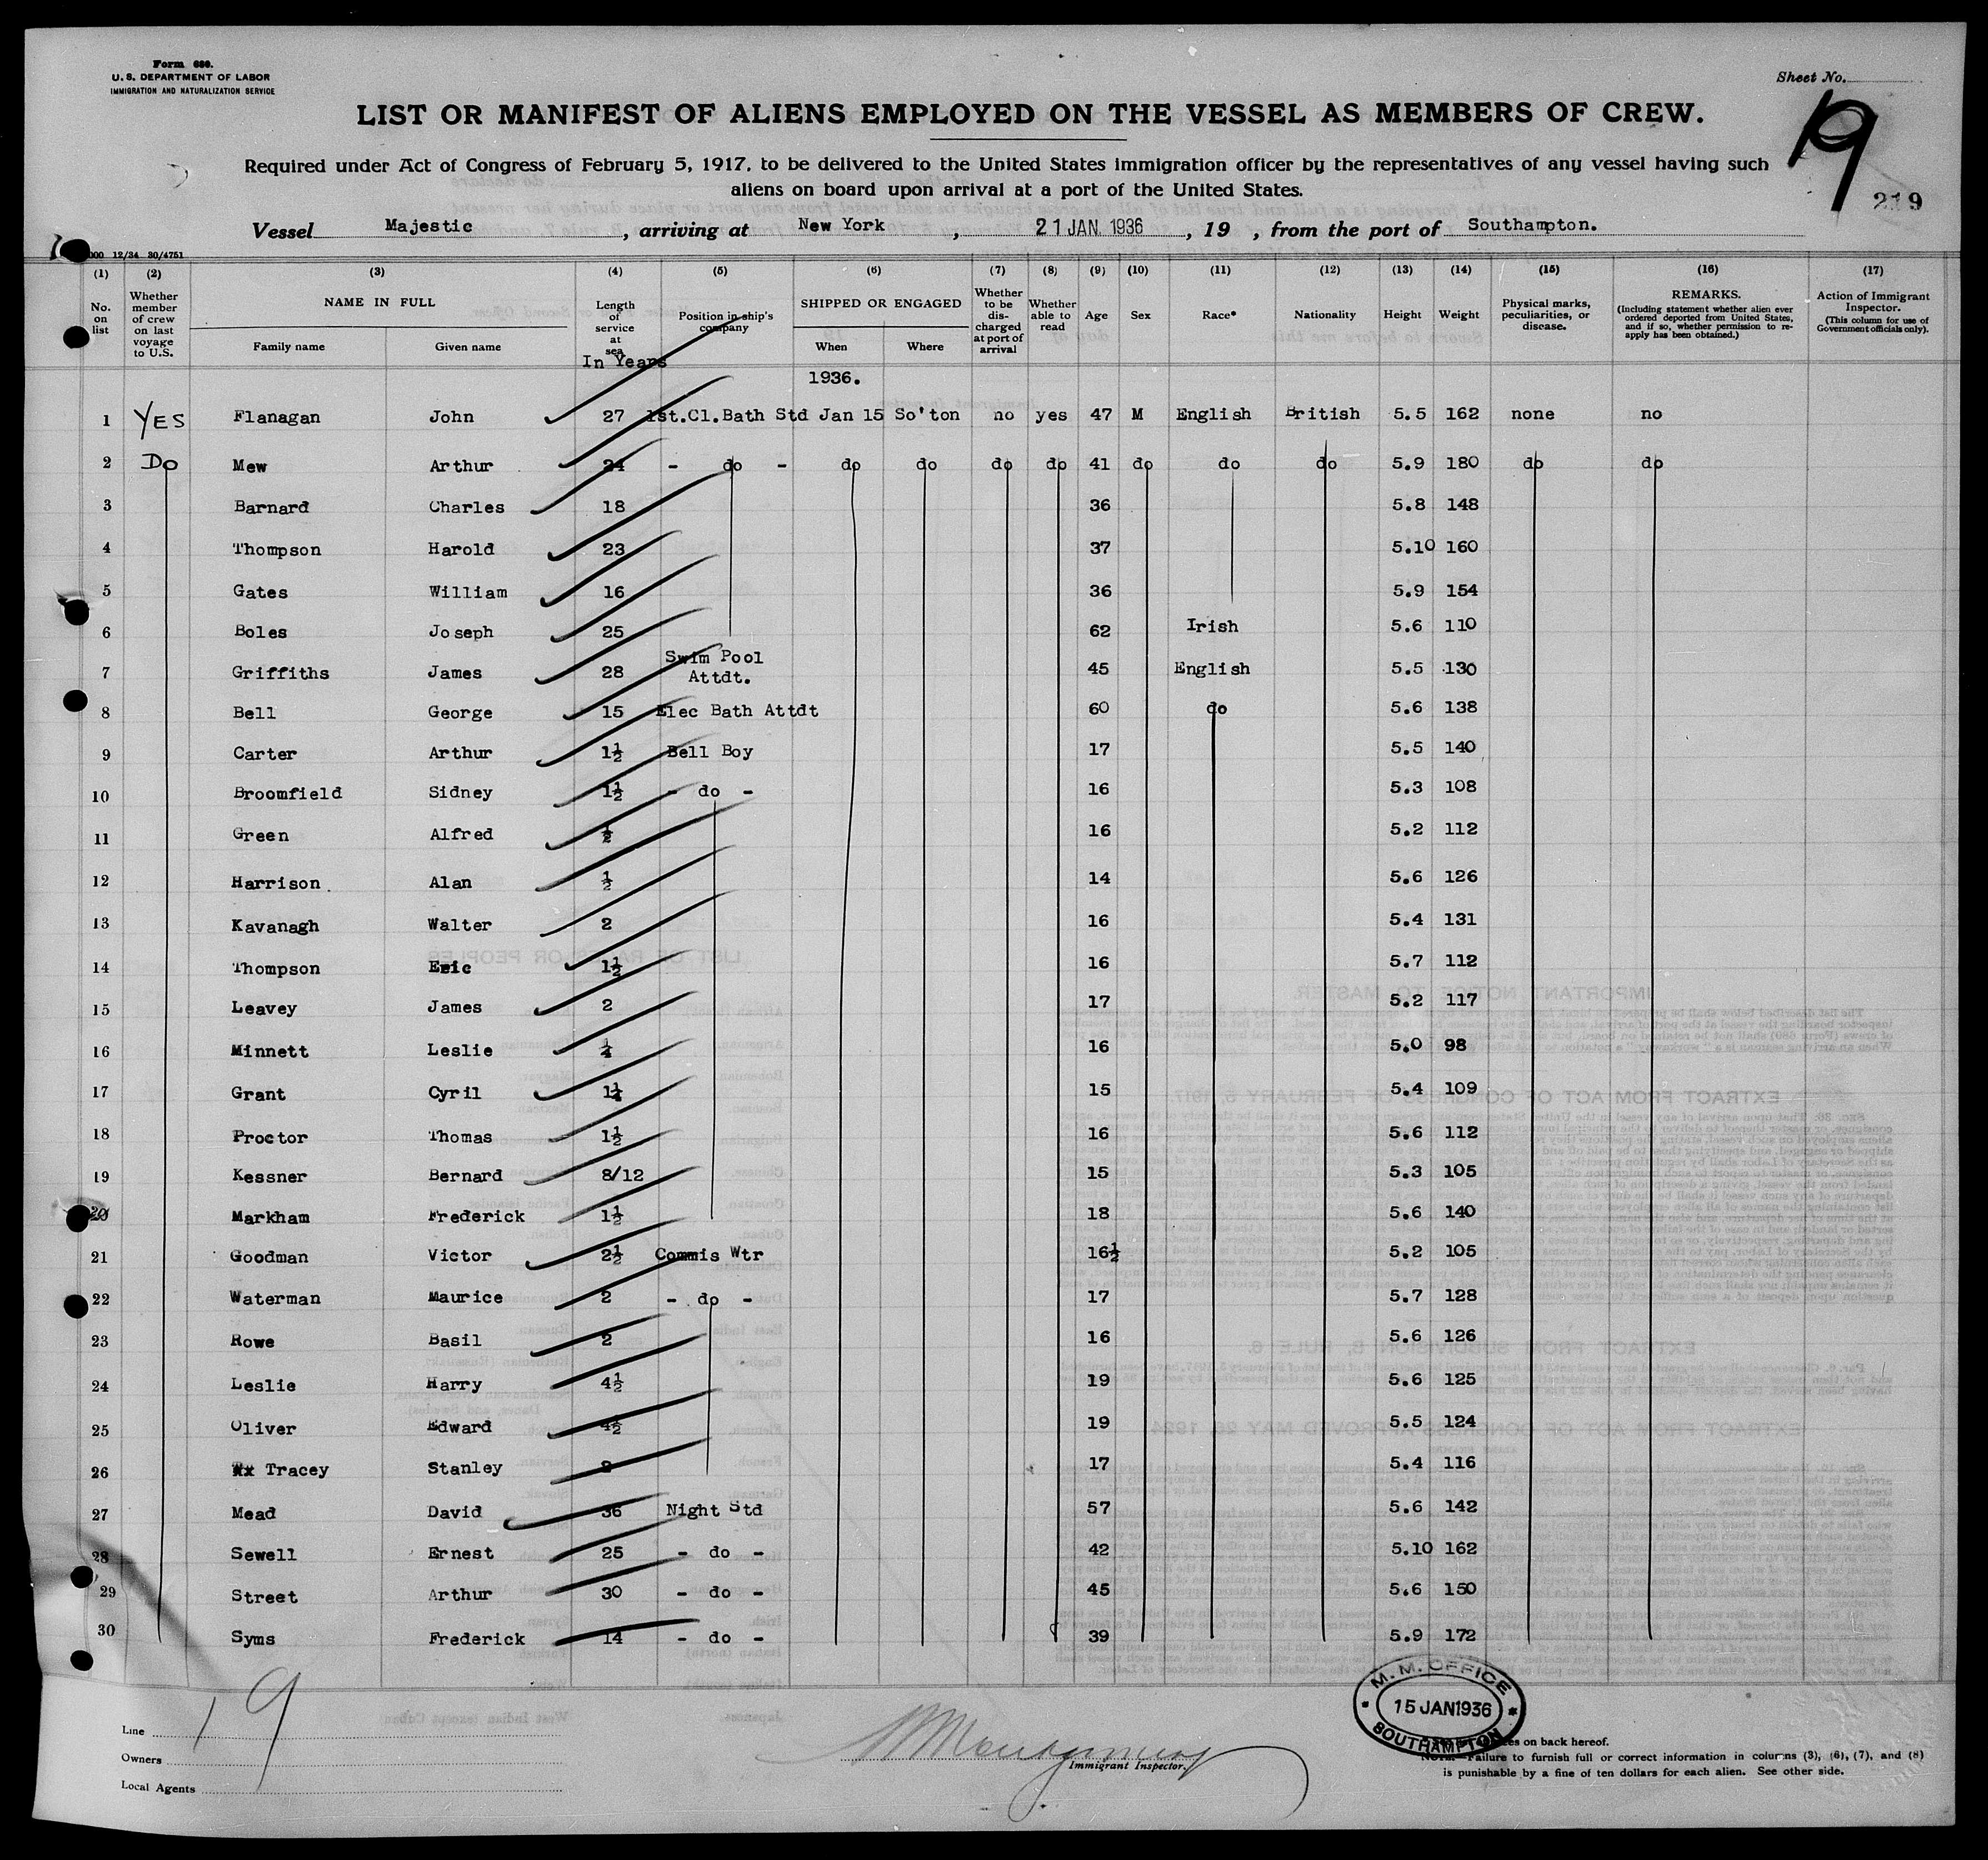 Form 680.
U. S. DEPARTMENT OF LABOR
IMMIGRATION AND NATURALIZATION SERVICE
Sheet No.
19
219
LIST OR MANIFEST OF ALIENS EMPLOYED ON THE VESSEL AS MEMBERS OF CREW.
Required under Act of Congress of February 5, 1917, to be delivered to the United States immigration officer by the representatives of any vessel having such
aliens on board upon arrival at a port of the United States.
Vessel Majestic, arriving at New York, 21 JAN. 1936, 19 , from the port of Southampton.
000 12/34 30/4751
(1) (2) (3) (4) (5) (6) (7) (8) (9) (10) (11) (12) (13) (14) (15) (16) (17)
No. on list Whether member of crew on last voyage to U.S. NAME IN FULL Family name Given name Length of service at sea In Years Position in ship's company SHIPPED OR ENGAGED When Where Whether to be discharged at port of arrival Whether able to read Age Sex Race* Nationality Height Weight Physical marks, peculiarities, or disease. REMARKS. (Including statement whether alien ever ordered deported from United States, and if so, whether permission to re-apply has been obtained.) Action of Immigrant Inspector. (This column for use of Government officials only).
1936.
1 YES Flanagan John 27 1st.Cl.Bath Std Jan 15 So'ton no yes 47 M English British 5.5 162 none no
2 Do Mew Arthur 24 - do - do do do do 41 do do do 5.9 180 do do
3 Barnard Charles 18 36 5.8 148
4 Thompson Harold 23 37 5.10 160
5 Gates William 16 36 5.9 154
6 Boles Joseph 25 62 Irish 5.6 110
7 Griffiths James 28 Swim Pool Attdt. 45 English 5.5 130
8 Bell George 15 Elec Bath Attdt 60 do 5.6 138
9 Carter Arthur 1½ Bell Boy 17 5.5 140
10 Broomfield Sidney 1½ - do - 16 5.3 108
11 Green Alfred ½ 16 5.2 112
12 Harrison Alan ½ 14 5.6 126
13 Kavanagh Walter 2 16 5.4 131
14 Thompson Eric 1½ 16 5.7 112
15 Leavey James 2 17 5.2 117
16 Minnett Leslie ¼ 16 5.0 98
17 Grant Cyril 1¼ 15 5.4 109
18 Proctor Thomas 1½ 16 5.6 112
19 Kessner Bernard 8/12 15 5.3 105
20 Markham Frederick 1½ 18 5.6 140
21 Goodman Victor 2½ Commis Wtr 16½ 5.2 105
22 Waterman Maurice 2 - do - 17 5.7 128
23 Rowe Basil 2 16 5.6 126
24 Leslie Harry 4½ 19 5.6 125
25 Oliver Edward 4½ 19 5.5 124
26 Tracey Stanley 2 17 5.4 116
27 Mead David 36 Night Std 57 5.6 142
28 Sewell Ernest 25 - do - 42 5.10 162
29 Street Arthur 30 - do - 45 5.6 150
30 Syms Frederick 14 - do - 39 5.9 172
19
Line
Owners
Local Agents
Montgomery
Immigrant Inspector.
M. M. OFFICE
15 JAN 1936
SOUTHAMPTON
on back hereof.
Failure to furnish full or correct information in columns (3), (6), (7), and (8)
is punishable by a fine of ten dollars for each alien. See other side.